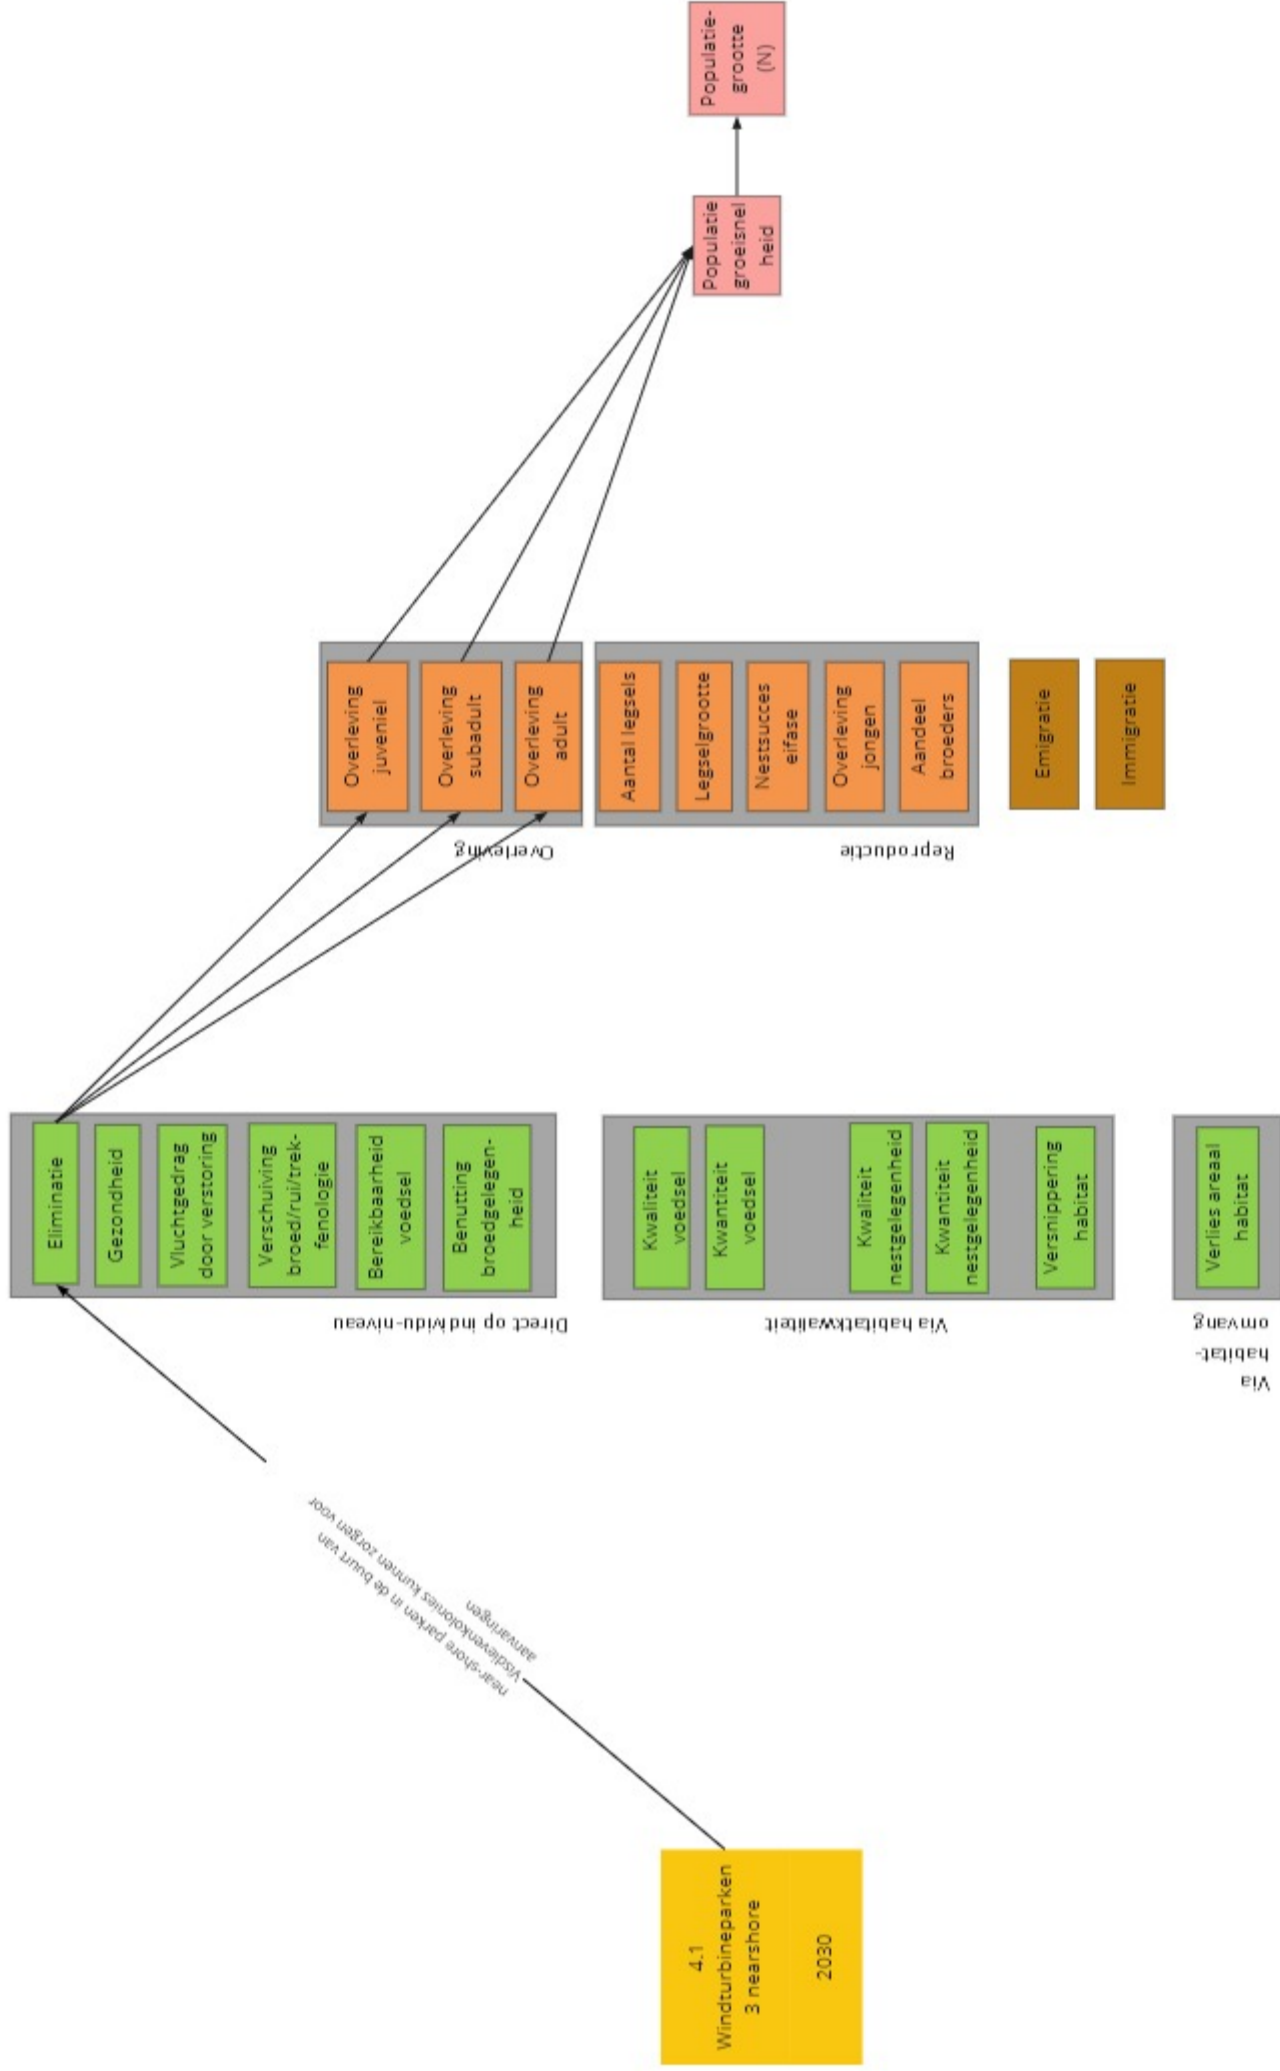 4.1
Windturbineparken
3 nearshore
2030
near-shore parken in de buurt van
Visdievenkolonies kunnen zorgen voor
aanvaringen
Direct op individu-niveau
Eliminatie
Gezondheid
Vluchtgedrag
door verstoring
Verschuiving
broed/rui/trek-
fenologie
Bereikbaarheid
voedsel
Benutting
broedgelegen-
heid
Via habitatkwaliteit
Kwaliteit
voedsel
Kwantiteit
voedsel
Kwaliteit
nestgelegenheid
Kwantiteit
nestgelegenheid
Versnippering
habitat
Via
habitat-
omvang
Verlies areaal
habitat
Overleving
Overleving
juveniel
Overleving
subadult
Overleving
adult
Reproductie
Aantal legsels
Legselgrootte
Nestsucces
eifase
Overleving
jongen
Aandeel
broeders
Emigratie
Immigratie
Populatie
groeisnel
heid
Populatie-
grootte
(N)